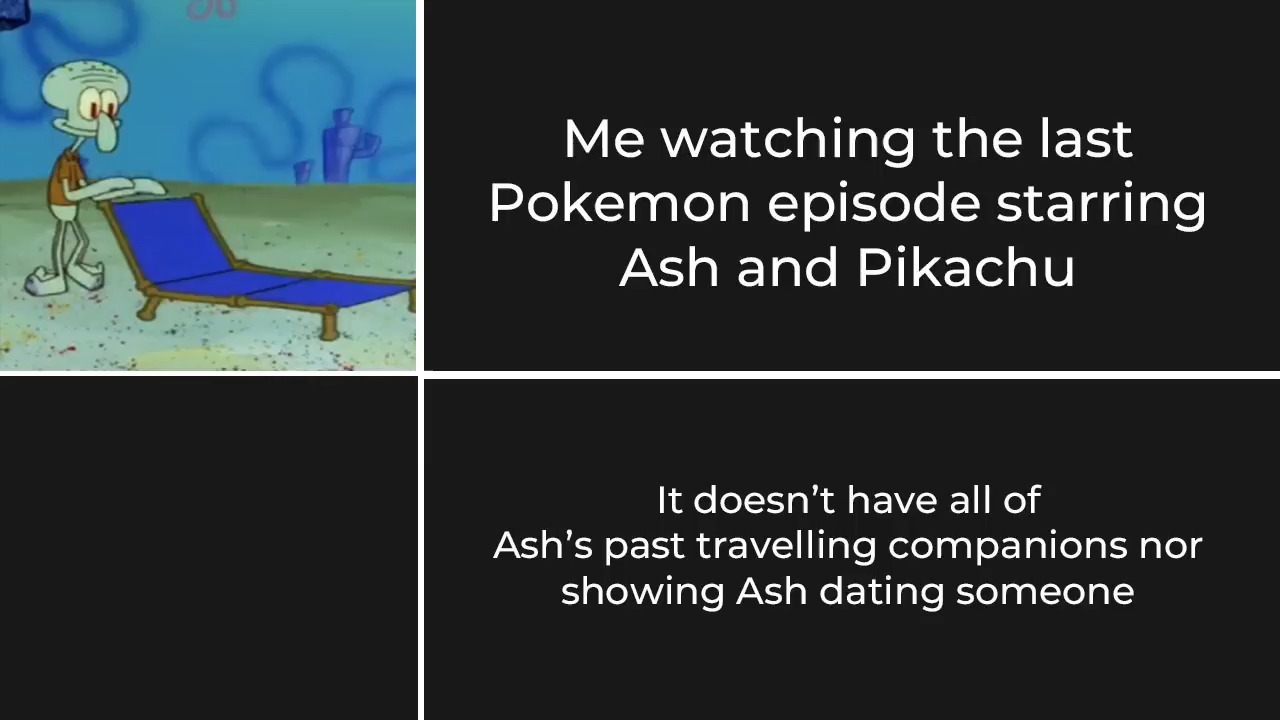 Me watching the last
Pokemon episode starring
Ash and Pikachu
It doesn’t have all of
Ash’s past travelling companions nor
showing Ash dating someone